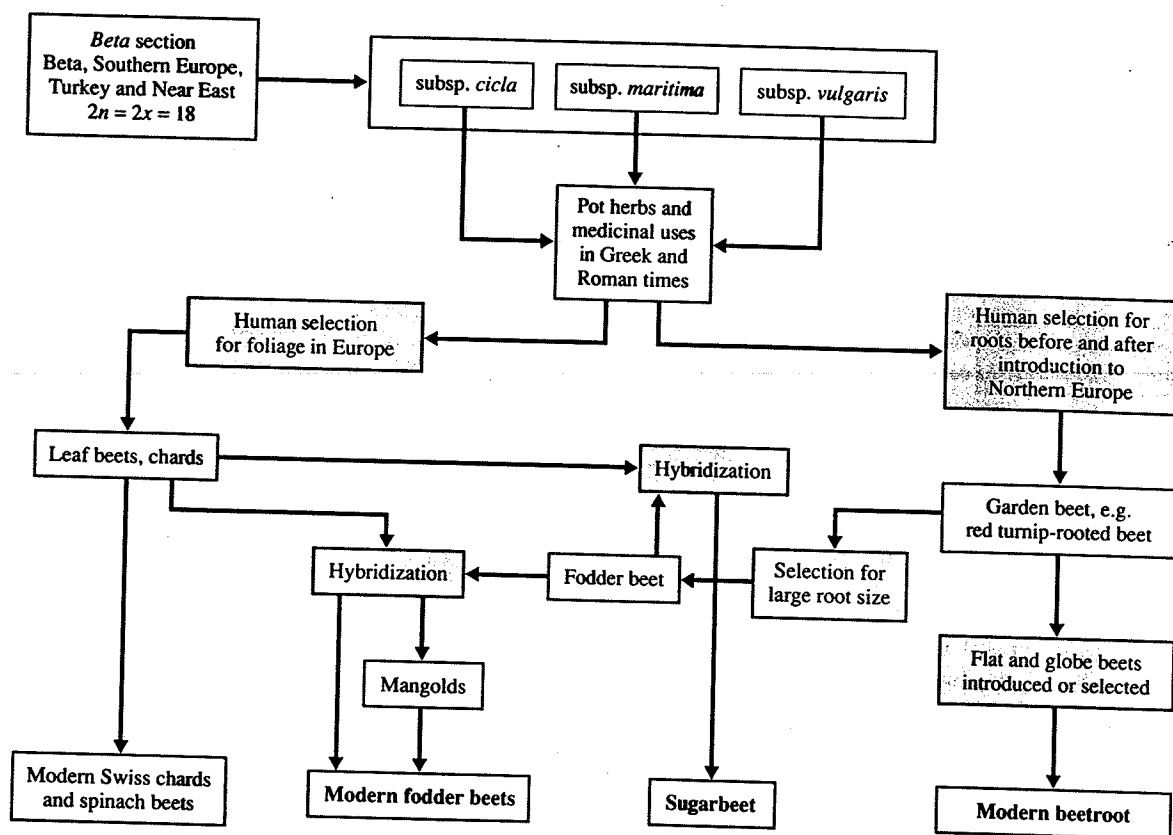 Beta section
Beta, Southern Europe,
Turkey and Near East
2n = 2x = 18
subsp. cicla
subsp. maritima
subsp. vulgaris
Pot herbs and
medicinal uses
in Greek and
Roman times
Human selection
for foliage in Europe
Human selection for
roots before and after
introduction to
Northern Europe
Leaf beets, chards
Hybridization
Garden beet, e.g.
red turnip-rooted beet
Hybridization
Fodder beet
Selection for
large root size
Mangolds
Flat and globe beets
introduced or selected
Modern Swiss chards
and spinach beets
Modern fodder beets
Sugarbeet
Modern beetroot